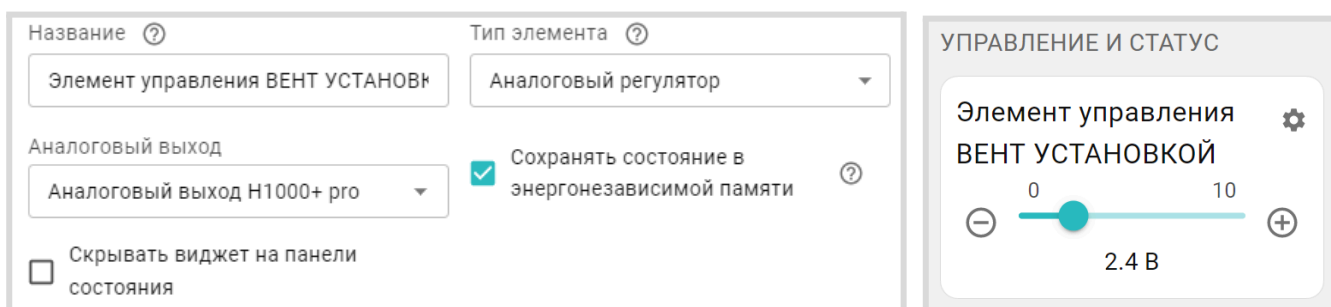 Название
Тип элемента
Элемент управления ВЕНТ УСТАНОВК
Аналоговый регулятор
Аналоговый выход
Аналоговый выход H1000+ pro
Сохранять состояние в
энергонезависимой памяти
Скрывать виджет на панели
состояния
УПРАВЛЕНИЕ И СТАТУС
Элемент управления
ВЕНТ УСТАНОВКОЙ
0 10
2.4 В